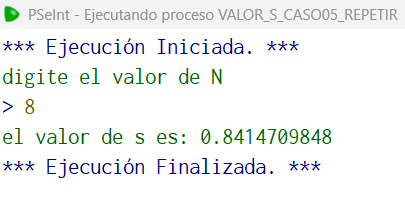 PSeInt - Ejecutando proceso VALOR_S_CASO05_REPETIR
*** Ejecución Iniciada. ***
digite el valor de N
> 8
el valor de s es: 0.8414709848
*** Ejecución Finalizada. ***